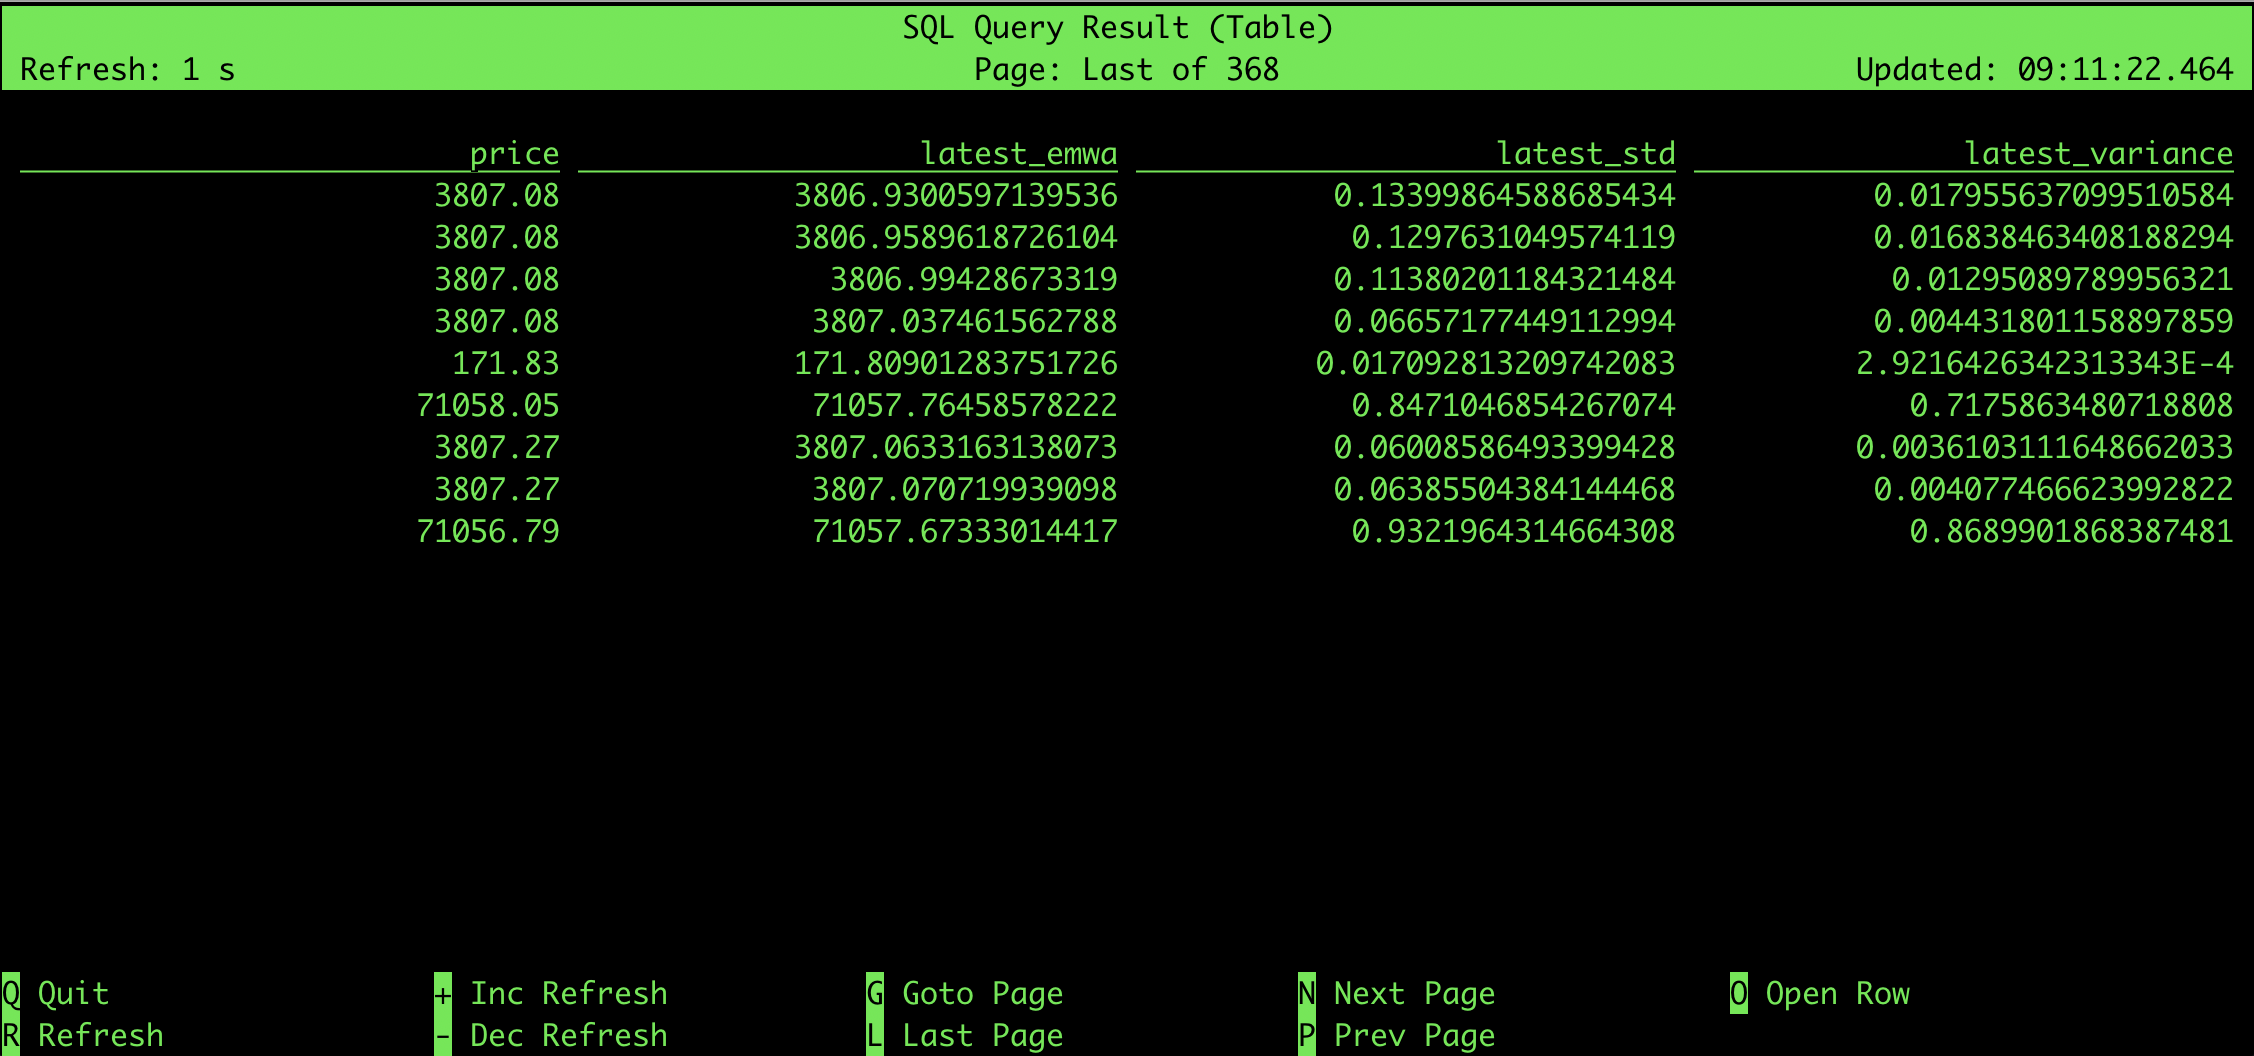 SQL Query Result (Table)
Refresh: 1 s Page: Last of 368 Updated: 09:11:22.464
price latest_emwa latest_std latest_variance
3807.08 3806.9300597139536 0.13399864588685434 0.017955637099510584
3807.08 3806.9589618726104 0.1297631049574119 0.016838463408188294
3807.08 3806.99428673319 0.11380201184321484 0.01295089789956321
3807.08 3807.037461562788 0.06657177449112994 0.004431801158897859
171.83 171.80901283751726 0.017092813209742083 2.9216426342313343E-4
71058.05 71057.76458578222 0.8471046854267074 0.7175863480718808
3807.27 3807.0633163138073 0.06008586493399428 0.0036103111648662033
3807.27 3807.070719939098 0.06385504384144468 0.004077466623992822
71056.79 71057.67333014417 0.9321964314664308 0.8689901868387481
Q Quit + Inc Refresh G Goto Page N Next Page O Open Row
R Refresh - Dec Refresh L Last Page P Prev Page